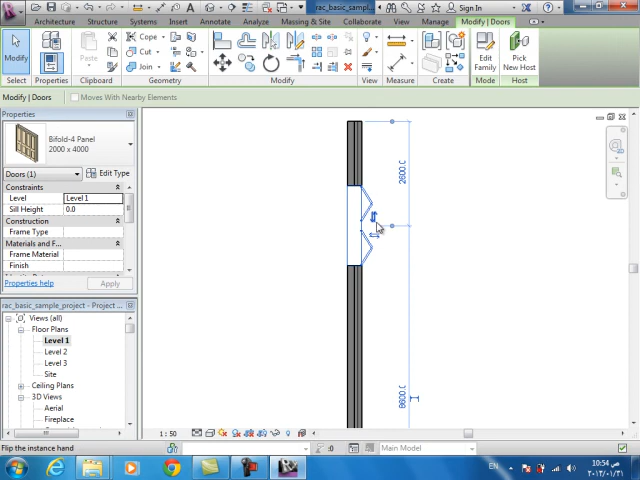 rac_basic_sampl...
Sign In
Architecture Structure Systems Insert Annotate Analyze Massing & Site Collaborate View Manage Modify | Doors
Modify Paste Cope Cut Join Edit Family Pick New Host
Select Properties Clipboard Geometry Modify View Measure Create Mode Host
Modify | Doors Moves With Nearby Elements
Properties
Bifold-4 Panel
2000 x 4000
Doors (1) Edit Type
Constraints
Level Level 1
Sill Height 0.0
Construction
Frame Type
Materials and F...
Frame Material
Finish
Properties help Apply
rac_basic_sample_project - Project ...
Views (all)
Floor Plans
Level 1
Level 2
Level 3
Site
Ceiling Plans
3D Views
Aerial
Fireplace
2600.0
1 : 50
Flip the instance hand
:0 Main Model
EN
10:54 ص
٢٠١٢/٠١/٣١